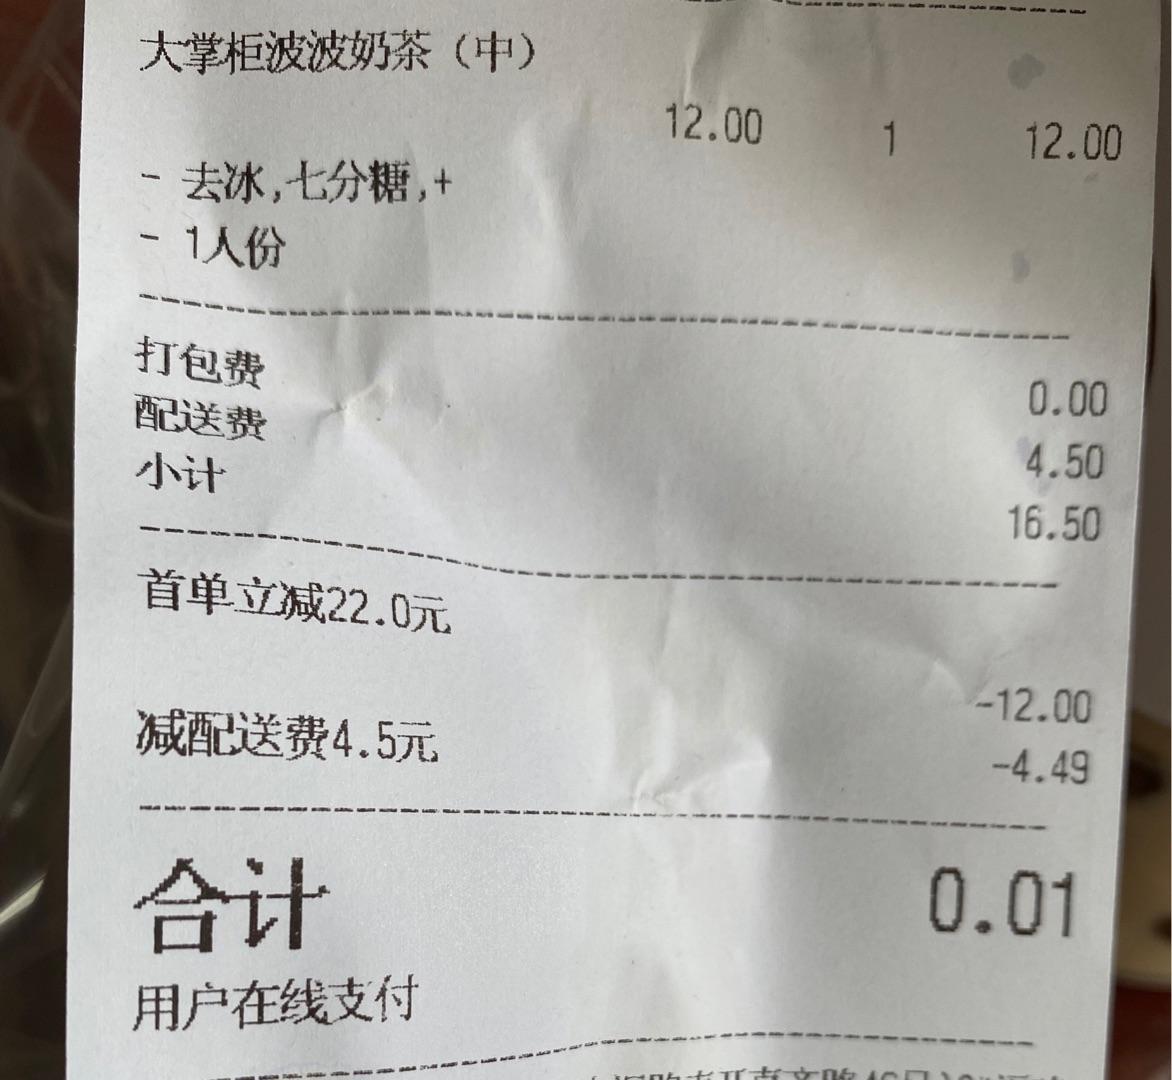 大掌柜波波奶茶（中）
12.00 1 12.00
- 去冰,七分糖,+
- 1人份
打包费 0.00
配送费 4.50
小计 16.50
首单立减22.0元
-12.00
减配送费4.5元 -4.49
合计 0.01
用户在线支付